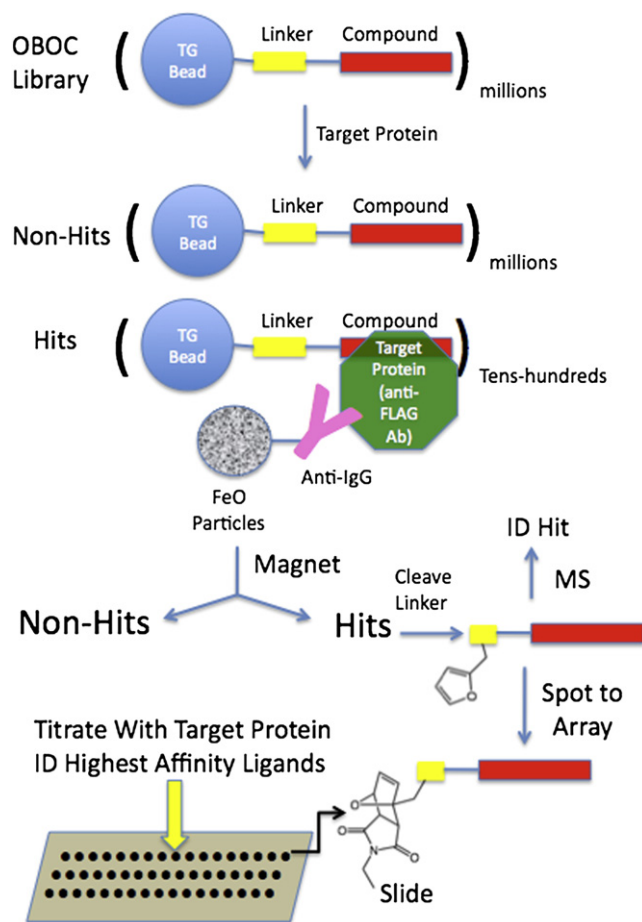 OBOC
Library
TG
Bead
Linker
Compound
millions
Target Protein
Non-Hits
TG
Bead
Linker
Compound
millions
Hits
TG
Bead
Linker
Compound
Target
Protein
(anti-
FLAG
Ab)
Tens-hundreds
Anti-IgG
FeO
Particles
Magnet
Non-Hits
Hits
Cleave
Linker
ID Hit
MS
O
Spot to
Array
Titrate With Target Protein
ID Highest Affinity Ligands
O
O
N
O
Slide